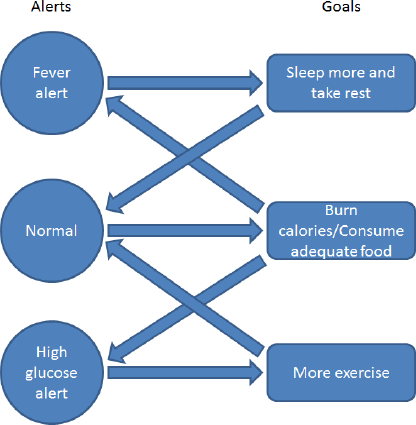 Alerts
Goals
Fever
alert
Sleep more and
take rest
Normal
Burn
calories/Consume
adequate food
High
glucose
alert
More exercise